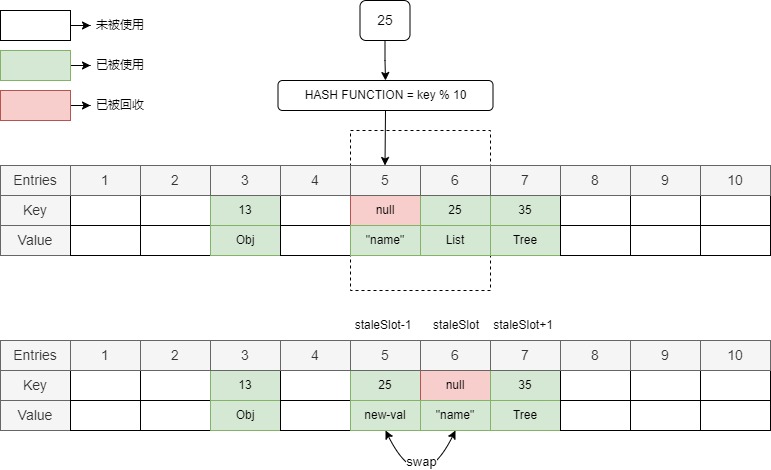 25
未被使用
已被使用
HASH FUNCTION = key % 10
已被回收
Entries 1 2 3 4 5 6 7 8 9 10
Key 13 null 25 35
Value Obj "name" List Tree
staleSlot-1 staleSlot staleSlot+1
Entries 1 2 3 4 5 6 7 8 9 10
Key 13 25 null 35
Value Obj new-val "name" Tree
swap